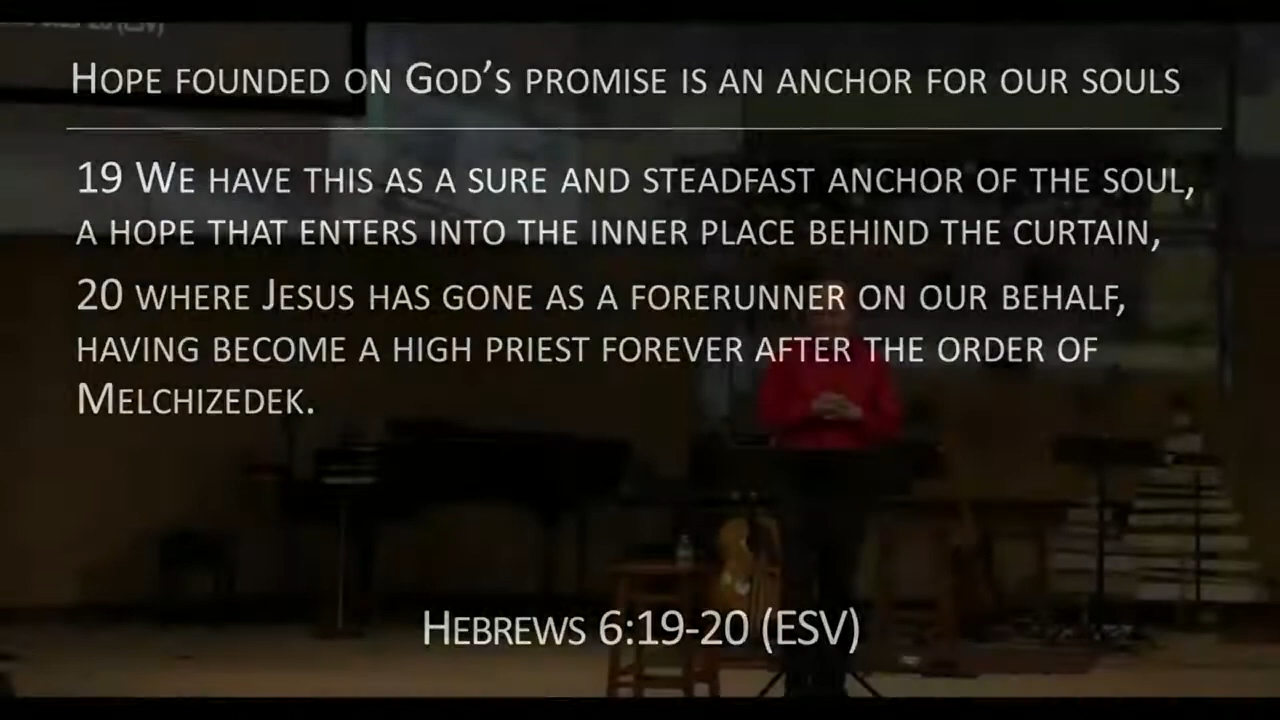 Hope founded on God's promise is an anchor for our souls
19 We have this as a sure and steadfast anchor of the soul,
a hope that enters into the inner place behind the curtain,
20 where Jesus has gone as a forerunner on our behalf,
having become a high priest forever after the order of
Melchizedek.
Hebrews 6:19-20 (ESV)